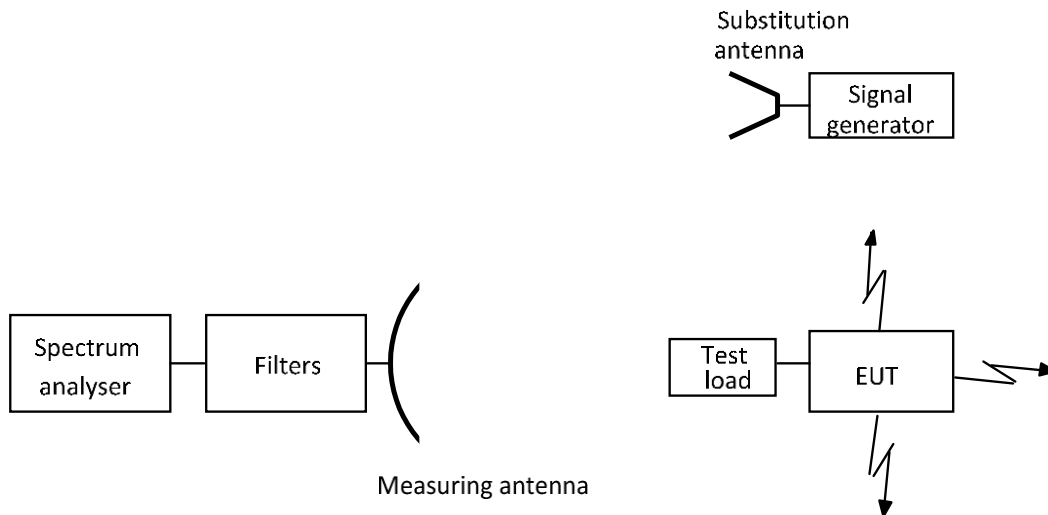 Substitution
antenna
Signal
generator
Spectrum
analyser
Filters
Test
load
EUT
Measuring antenna